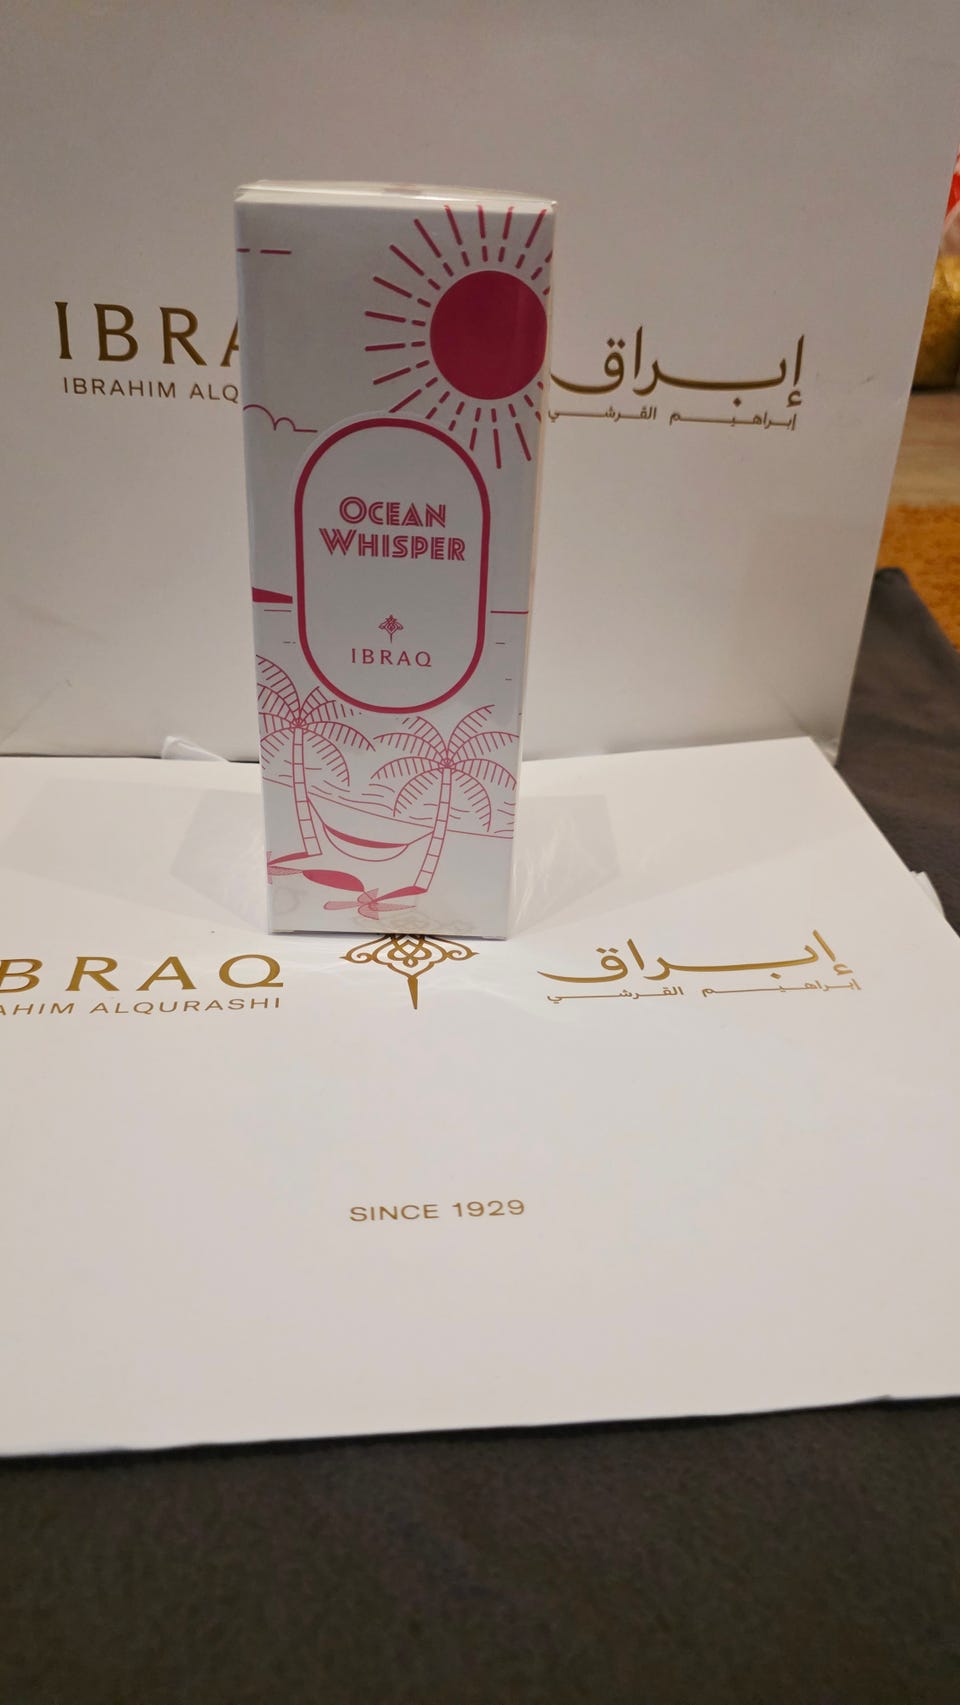 IBRA
IBRAHIM ALQ
إبراق
إبراهيم القرشي
OCEAN
WHISPER
IBRAQ
BRAQ
AHIM ALQURASHI
إبراق
إبراهيم القرشي
SINCE 1929